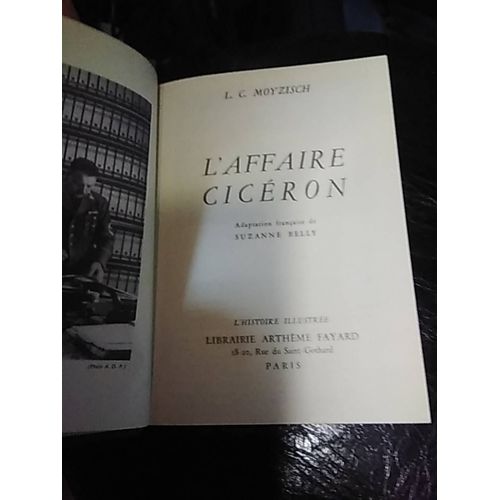 L. C. MOYZISCH
L'AFFAIRE
CICÉRON
Adaptation française de
SUZANNE BELLY
L'HISTOIRE ILLUSTRÉE
LIBRAIRIE ARTHÈME FAYARD
18-20, Rue du Saint-Gothard
PARIS
(Photo A. D. P.)